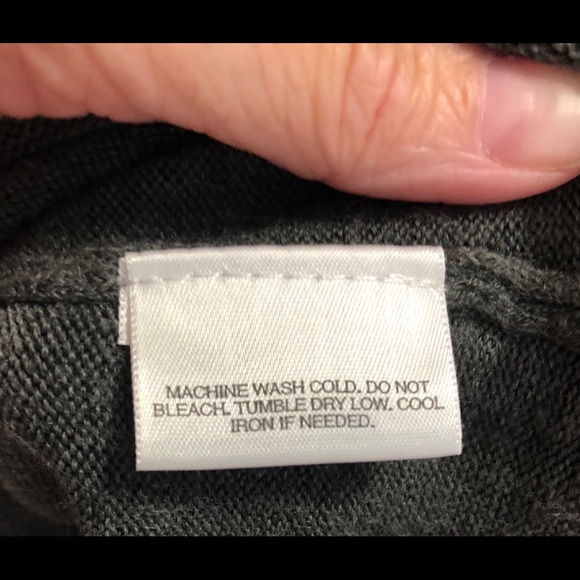 MACHINE WASH COLD. DO NOT
BLEACH. TUMBLE DRY LOW. COOL
IRON IF NEEDED.